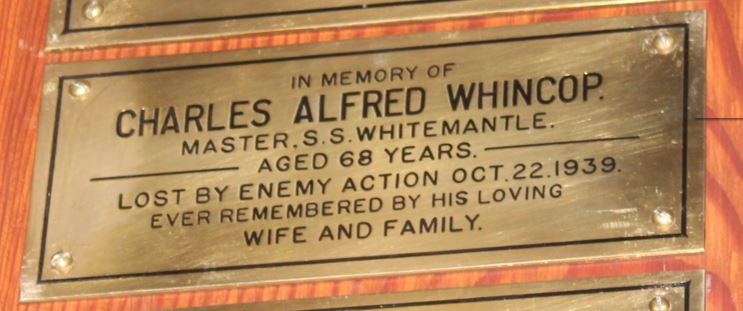 IN MEMORY OF
CHARLES ALFRED WHINCOP.
MASTER, S.S. WHITEMANTLE.
AGED 68 YEARS.
LOST BY ENEMY ACTION OCT. 22. 1939.
EVER REMEMBERED BY HIS LOVING
WIFE AND FAMILY.